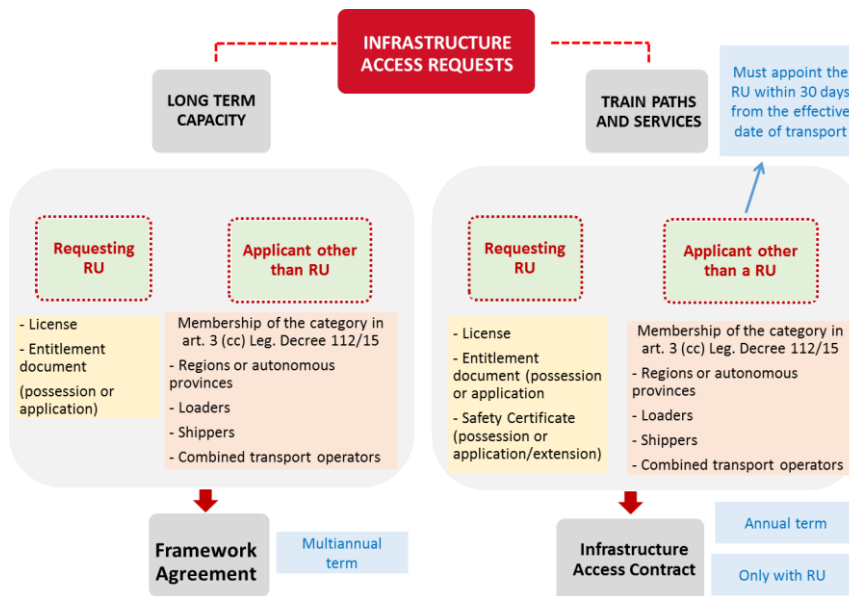 INFRASTRUCTURE
ACCESS REQUESTS
LONG TERM
CAPACITY
TRAIN PATHS
AND SERVICES
Must appoint the
RU within 30 days
from the effective
date of transport
Requesting
RU
Applicant other
than RU
- License
- Entitlement
document
(possession or
application)
Membership of the category in
art. 3 (cc) Leg. Decree 112/15
- Regions or autonomous
provinces
- Loaders
- Shippers
- Combined transport operators
Requesting
RU
Applicant other
than a RU
- License
- Entitlement
document (possession
or application
- Safety Certificate
(possession or
application/extension)
Membership of the category in
art. 3 (cc) Leg. Decree 112/15
- Regions or autonomous
provinces
- Loaders
- Shippers
- Combined transport operators
Framework
Agreement
Multiannual
term
Infrastructure
Access Contract
Annual term
Only with RU